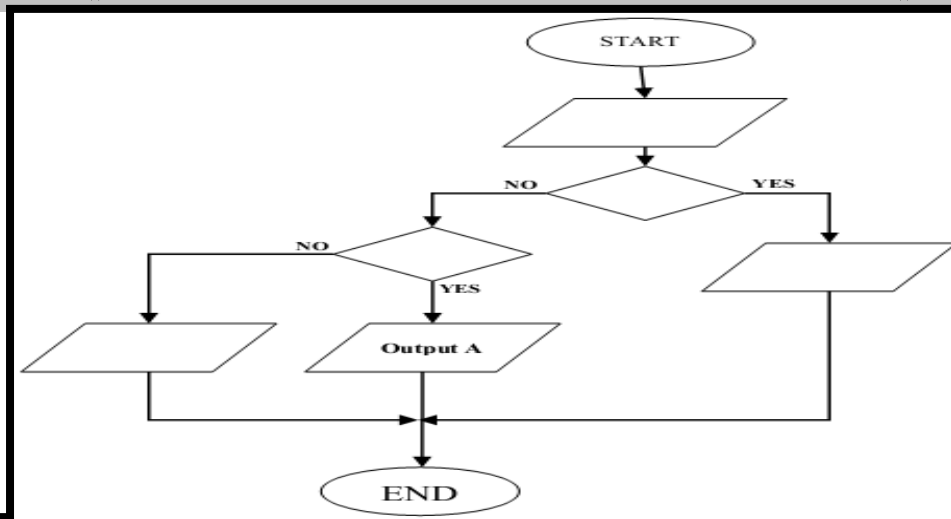 START
NO
YES
NO
YES
Output A
END